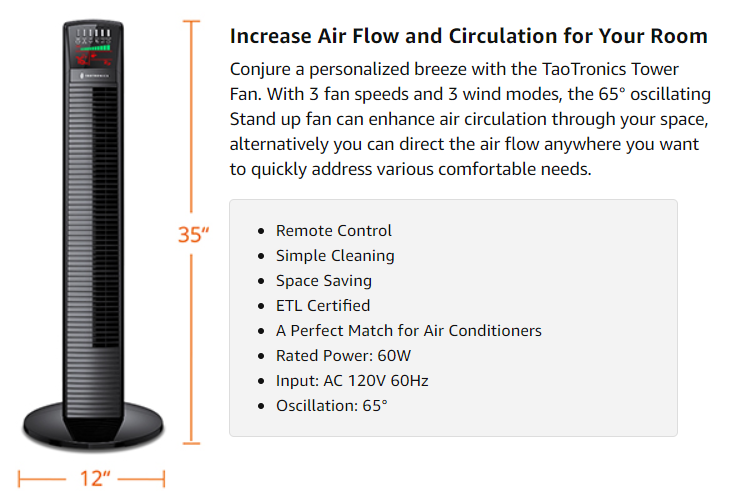 Increase Air Flow and Circulation for Your Room
Conjure a personalized breeze with the TaoTronics Tower
Fan. With 3 fan speeds and 3 wind modes, the 65° oscillating
Stand up fan can enhance air circulation through your space,
alternatively you can direct the air flow anywhere you want
to quickly address various comfortable needs.
TAOTRONICS
35“
Remote Control
Simple Cleaning
Space Saving
ETL Certified
A Perfect Match for Air Conditioners
Rated Power: 60W
Input: AC 120V 60Hz
Oscillation: 65°
12“